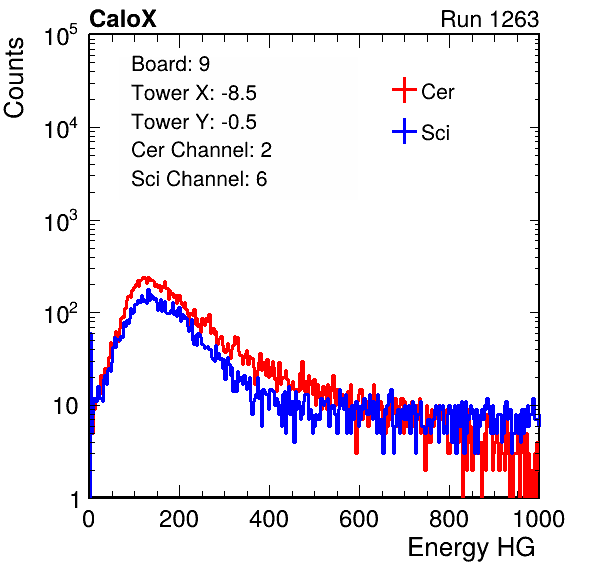 CaloX Run 1263
Counts
10^5
10^4
10^3
10^2
10
1
Board: 9
Tower X: -8.5
Tower Y: -0.5
Cer Channel: 2
Sci Channel: 6
Cer
Sci
0 200 400 600 800 1000
Energy HG